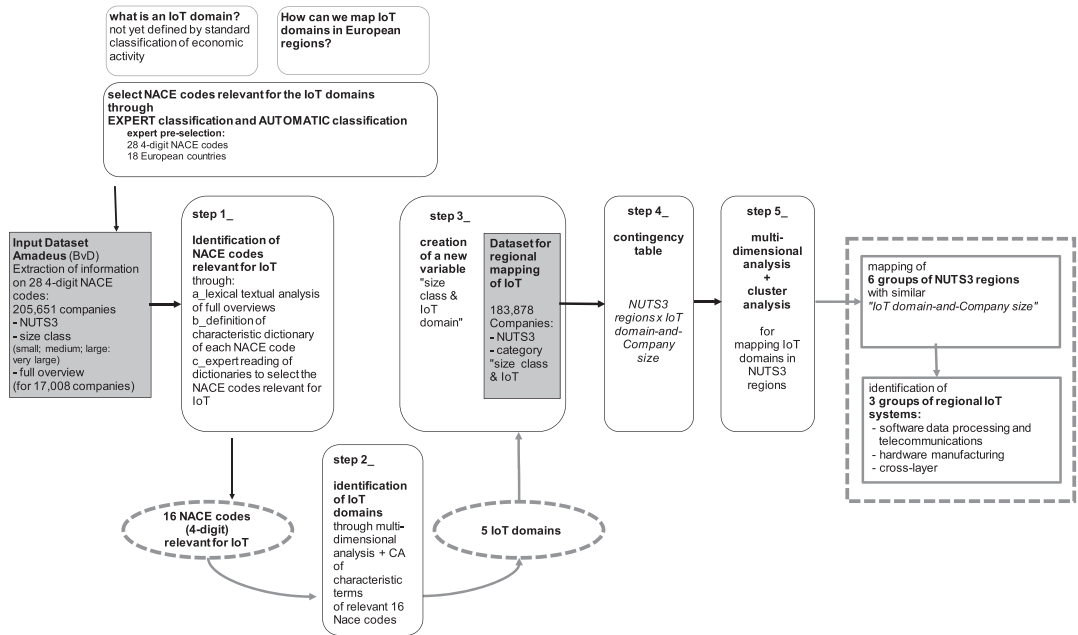 what is an IoT domain?
not yet defined by standard
classification of economic
activity
How can we map IoT
domains in European
regions?
select NACE codes relevant for the IoT domains
through
EXPERT classification and AUTOMATIC classification
expert pre-selection:
28 4-digit NACE codes
18 European countries
Input Dataset
Amadeus (BvD)
Extraction of information
on 28 4-digit NACE
codes:
205,651 companies
- NUTS3
- size class
(small; medium; large:
very large)
- full overview
(for 17,008 companies)
step 1_
Identification of
NACE codes
relevant for IoT
through:
a_lexical textual analysis
of full overviews
b_definition of
characteristic dictionary
of each NACE code
c_expert reading of
dictionaries to select the
NACE codes relevant for
IoT
16 NACE codes
(4-digit)
relevant for IoT
step 2_
identification
of IoT
domains
through multi-
dimensional
analysis + CA
of
characteristic
terms
of relevant 16
Nace codes
5 IoT domains
step 3_
creation
of a new
variable
"size
class &
IoT
domain"
Dataset for
regional
mapping
of IoT
183,878
Companies:
- NUTS3
- category
"size class
& IoT
step 4_
contingency
table
NUTS3
regions x IoT
domain-and-
Company
size
step 5_
multi-
dimensional
analysis
+
cluster
analysis
for
mapping IoT
domains in
NUTS3
regions
mapping of
6 groups of NUTS3 regions
with similar
"IoT domain-and-Company size"
identification of
3 groups of regional IoT
systems:
- software data processing and
telecommunications
- hardware manufacturing
- cross-layer